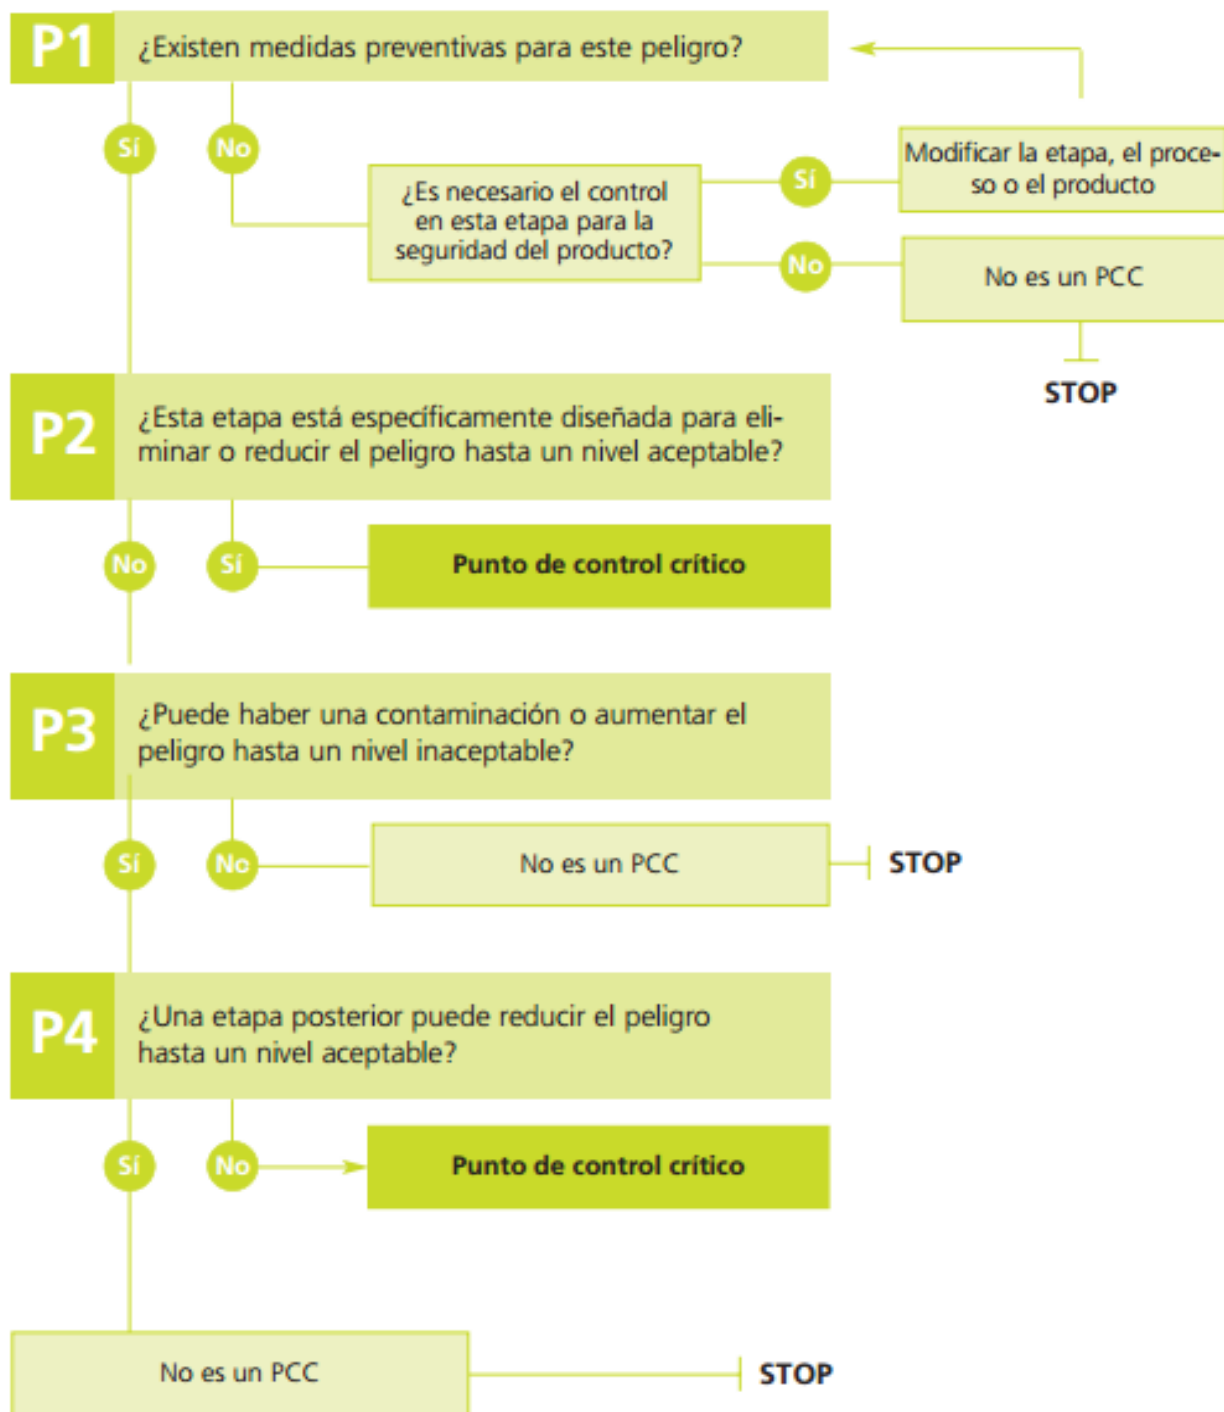 P1
¿Existen medidas preventivas para este peligro?
Sí
No
¿Es necesario el control
en esta etapa para la
seguridad del producto?
Sí
Modificar la etapa, el proce-
so o el producto
No
No es un PCC
STOP
P2
¿Esta etapa está específicamente diseñada para eli-
minar o reducir el peligro hasta un nivel aceptable?
No
Sí
Punto de control crítico
P3
¿Puede haber una contaminación o aumentar el
peligro hasta un nivel inaceptable?
Sí
No
No es un PCC
STOP
P4
¿Una etapa posterior puede reducir el peligro
hasta un nivel aceptable?
Sí
No
Punto de control crítico
No es un PCC
STOP